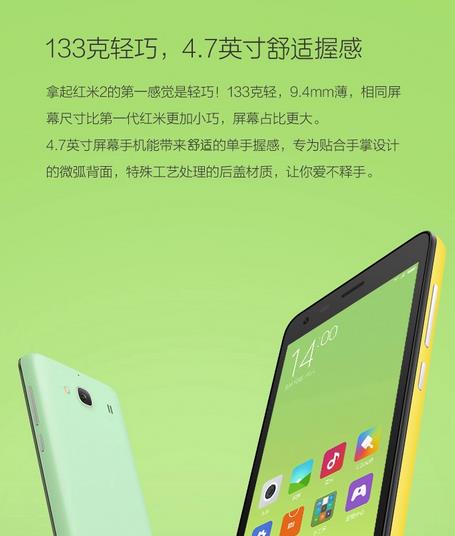 133克轻巧，4.7英寸舒适握感
拿起红米2的第一感觉是轻巧！133克轻，9.4mm薄，相同屏
幕尺寸比第一代红米更加小巧，屏幕占比更大。
4.7英寸屏幕手机能带来舒适的单手握感，专为贴合手掌设计
的微弧背面，特殊工艺处理的后盖材质，让你爱不释手。
14:00